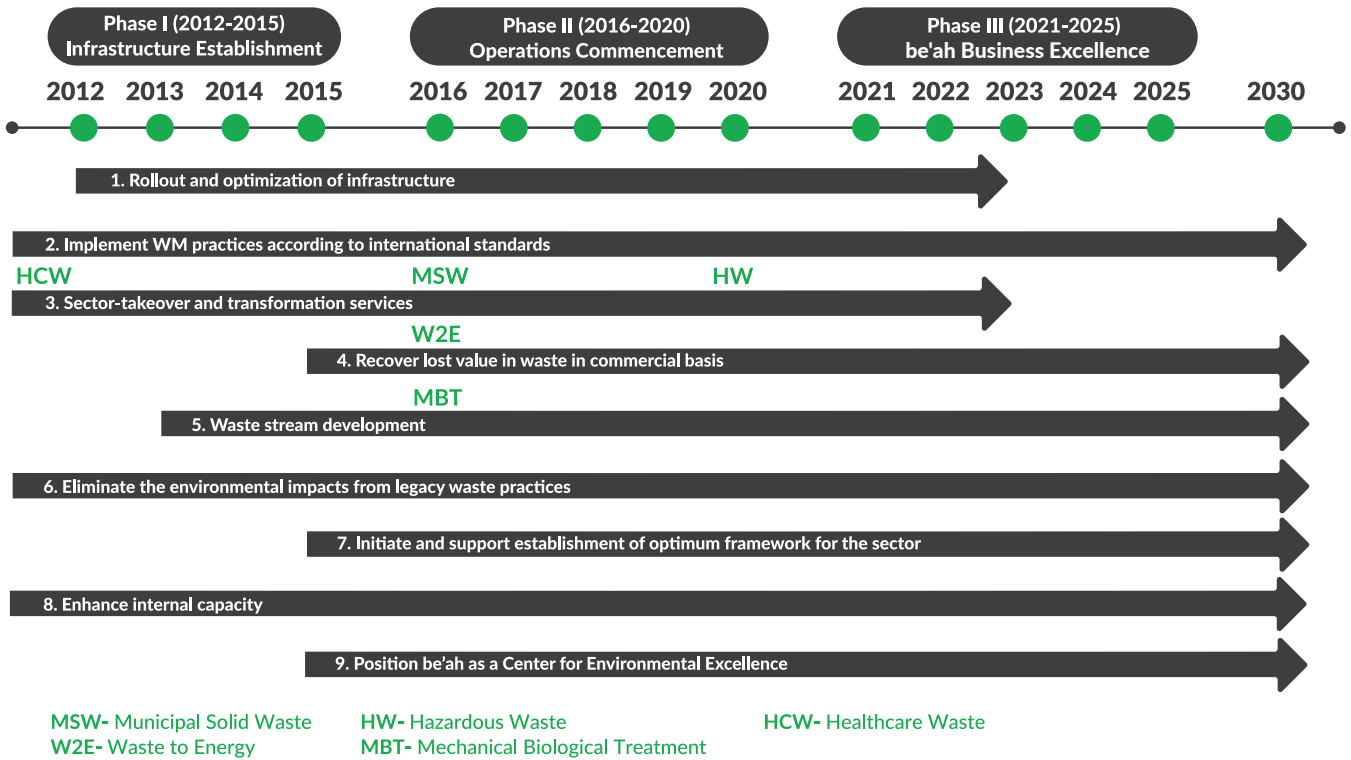 Phase I (2012-2015)
Infrastructure Establishment
Phase II (2016-2020)
Operations Commencement
Phase III (2021-2025)
be'ah Business Excellence
2012 2013 2014 2015 2016 2017 2018 2019 2020 2021 2022 2023 2024 2025 2030
1. Rollout and optimization of infrastructure
2. Implement WM practices according to international standards
HCW MSW HW
3. Sector-takeover and transformation services
W2E
4. Recover lost value in waste in commercial basis
MBT
5. Waste stream development
6. Eliminate the environmental impacts from legacy waste practices
7. Initiate and support establishment of optimum framework for the sector
8. Enhance internal capacity
9. Position be’ah as a Center for Environmental Excellence
MSW- Municipal Solid Waste HW- Hazardous Waste HCW- Healthcare Waste
W2E- Waste to Energy MBT- Mechanical Biological Treatment